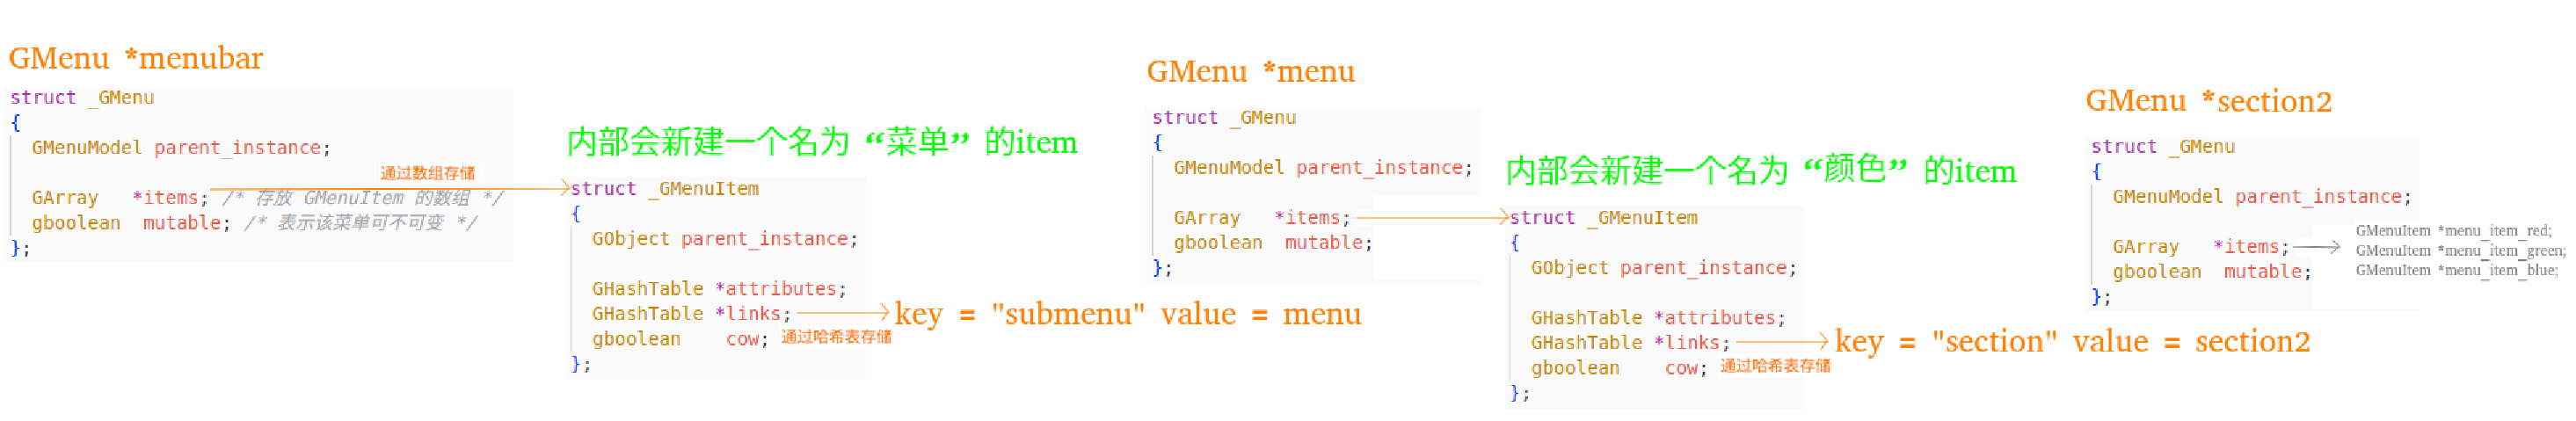 GMenu *menubar
struct _GMenu
{
GMenuModel parent_instance;
通过数组存储
GArray *items; /* 存放 GMenuItem 的数组 */
gboolean mutable; /* 表示该菜单可不可变 */
};
内部会新建一个名为 “菜单” 的item
struct _GMenuItem
{
GObject parent_instance;
GHashTable *attributes;
GHashTable *links;
gboolean cow;
};
key = "submenu" value = menu
通过哈希表存储
GMenu *menu
struct _GMenu
{
GMenuModel parent_instance;
GArray *items;
gboolean mutable;
};
内部会新建一个名为 “颜色” 的item
struct _GMenuItem
{
GObject parent_instance;
GHashTable *attributes;
GHashTable *links;
gboolean cow;
};
key = "section" value = section2
通过哈希表存储
GMenu *section2
struct _GMenu
{
GMenuModel parent_instance;
GArray *items;
gboolean mutable;
};
GMenuItem *menu_item_red;
GMenuItem *menu_item_green;
GMenuItem *menu_item_blue;